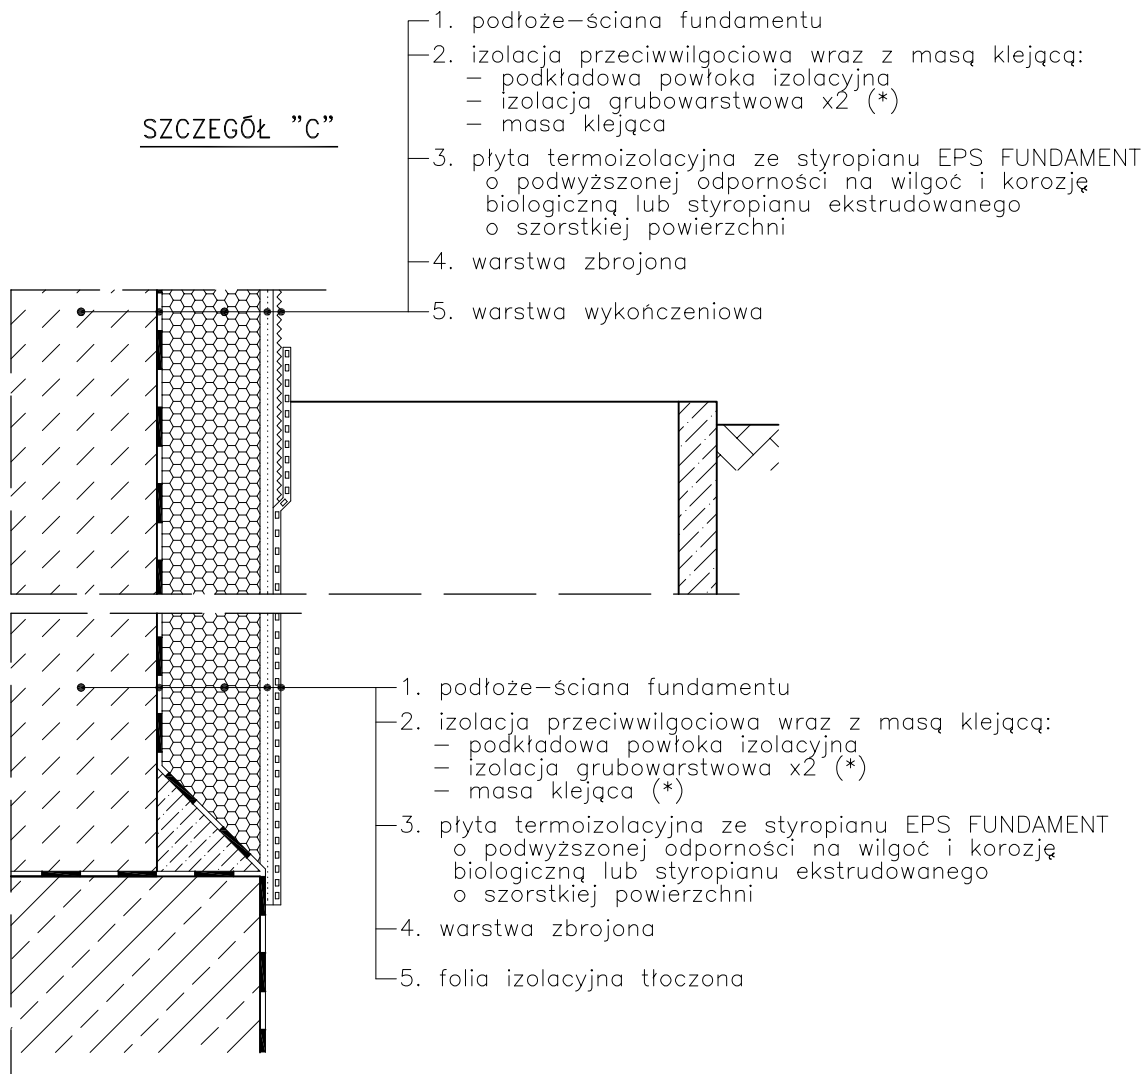 SZCZEGÓŁ "C"
1. podłoże-ściana fundamentu
2. izolacja przeciwwilgociowa wraz z masą klejącą:
- podkładowa powłoka izolacyjna
- izolacja grubowarstwowa x2 (*)
- masa klejąca
3. płyta termoizolacyjna ze styropianu EPS FUNDAMENT
o podwyższonej odporności na wilgoć i korozję
biologiczną lub styropianu ekstrudowanego
o szorstkiej powierzchni
4. warstwa zbrojona
5. warstwa wykończeniowa
1. podłoże-ściana fundamentu
2. izolacja przeciwwilgociowa wraz z masą klejącą:
- podkładowa powłoka izolacyjna
- izolacja grubowarstwowa x2 (*)
- masa klejąca (*)
3. płyta termoizolacyjna ze styropianu EPS FUNDAMENT
o podwyższonej odporności na wilgoć i korozję
biologiczną lub styropianu ekstrudowanego
o szorstkiej powierzchni
4. warstwa zbrojona
5. folia izolacyjna tłoczona